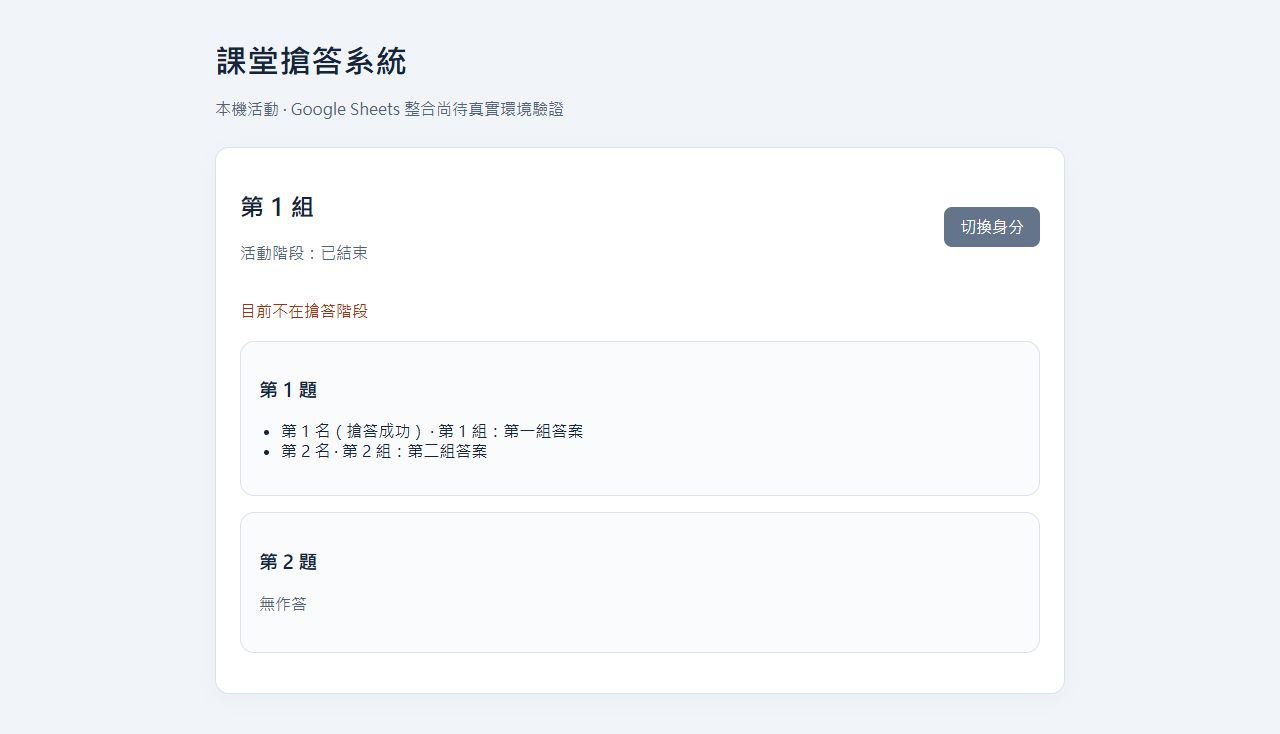 課堂搶答系統
本機活動 · Google Sheets 整合尚待真實環境驗證
第 1 組
切換身分
活動階段：已結束
目前不在搶答階段
第 1 題
• 第 1 名（搶答成功） · 第 1 組：第一組答案
• 第 2 名 · 第 2 組：第二組答案
第 2 題
無作答